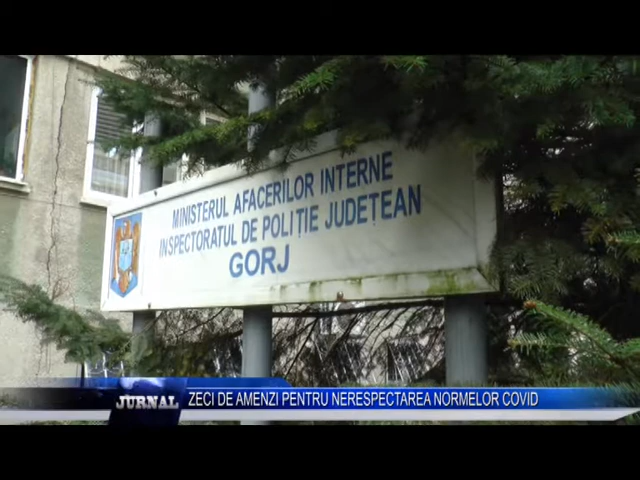 MINISTERUL AFACERILOR INTERNE
INSPECTORATUL DE POLIȚIE JUDEȚEAN
GORJ
JURNAL
ZECI DE AMENZI PENTRU NERESPECTAREA NORMELOR COVID